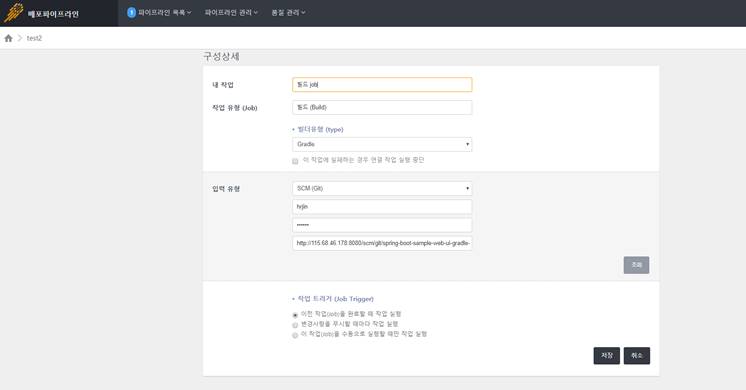 배포파이프라인
1 파이프라인 목록
파이프라인 관리
품질 관리
test2
구성상세
내 작업
빌드 job
작업 유형 (Job)
빌드 (Build)
• 빌더유형 (type)
Gradle
이 작업에 실패하는 경우 연결 작업 실행 중단
입력 유형
SCM (Git)
hrjin
••••••
http://115.68.46.178:8080/scm/git/spring-boot-sample-web-ui-gradle-
조회
• 작업 트리거 (Job Trigger)
이전 작업(Job)을 완료할 때 작업 실행
변경사항을 푸시할 때마다 작업 실행
이 작업(Job)을 수동으로 실행할 때만 작업 실행
저장
취소